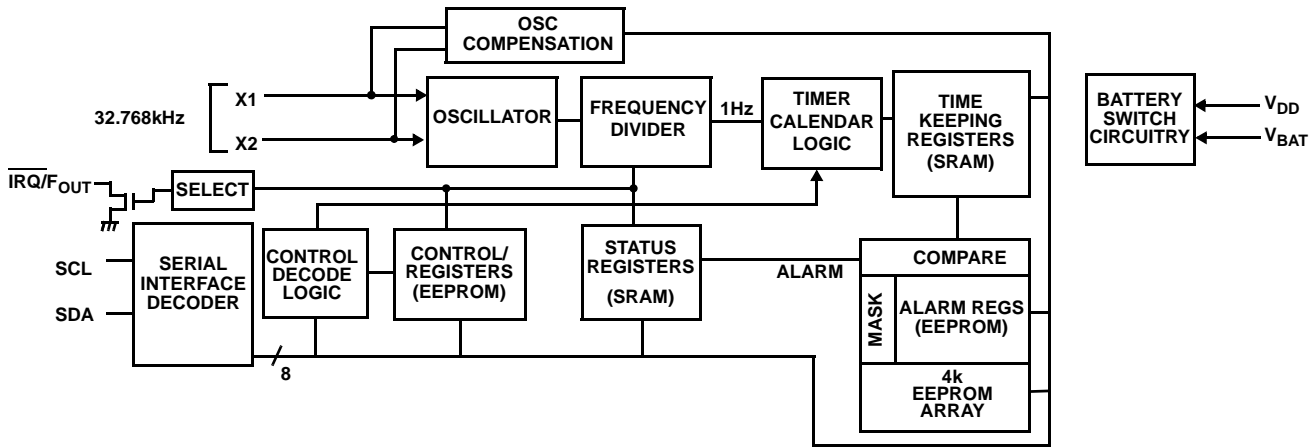 OSC
COMPENSATION
32.768kHz
X1
X2
OSCILLATOR
FREQUENCY
DIVIDER
1Hz
TIMER
CALENDAR
LOGIC
TIME
KEEPING
REGISTERS
(SRAM)
BATTERY
SWITCH
CIRCUITRY
VDD
VBAT
IRQ/FOUT
SELECT
SCL
SDA
SERIAL
INTERFACE
DECODER
CONTROL
DECODE
LOGIC
CONTROL/
REGISTERS
(EEPROM)
STATUS
REGISTERS
(SRAM)
ALARM
COMPARE
MASK
ALARM REGS
(EEPROM)
4k
EEPROM
ARRAY
8